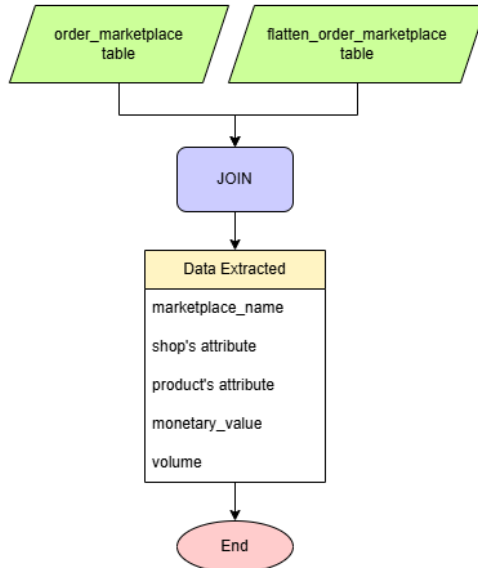 order_marketplace
table
flatten_order_marketplace
table
JOIN
Data Extracted
marketplace_name
shop's attribute
product's attribute
monetary_value
volume
End